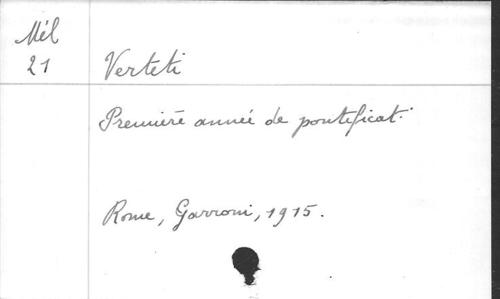 Mél
21
Verteti
Première année de pontificat.
Rome, Garroni, 1915.